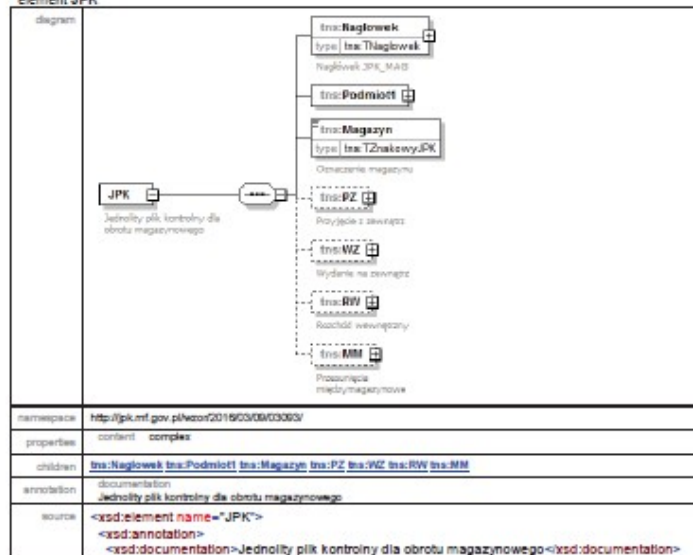 element JPK
diagram
tns:Naglowek
type tns:TNaglowek
Nagłówek JPK_MAG
tns:Podmiot1
tns:Magazyn
type tns:TZnakowyJPK
Oznaczenie magazynu
JPK
Jednolity plik kontrolny dla
obrotu magazynowego
tns:PZ
Przyjęcie z zewnątrz
tns:WZ
Wydanie na zewnątrz
tns:RW
Rozchód wewnętrzny
tns:MM
Przesunięcie
międzymagazynowe
namespace http://jpk.mf.gov.pl/wzor/2016/03/09/03093/
properties content complex
children tns:Naglowek tns:Podmiot1 tns:Magazyn tns:PZ tns:WZ tns:RW tns:MM
annotation documentation
Jednolity plik kontrolny dla obrotu magazynowego
source <xsd:element name="JPK">
<xsd:annotation>
<xsd:documentation>Jednolity plik kontrolny dla obrotu magazynowego</xsd:documentation>